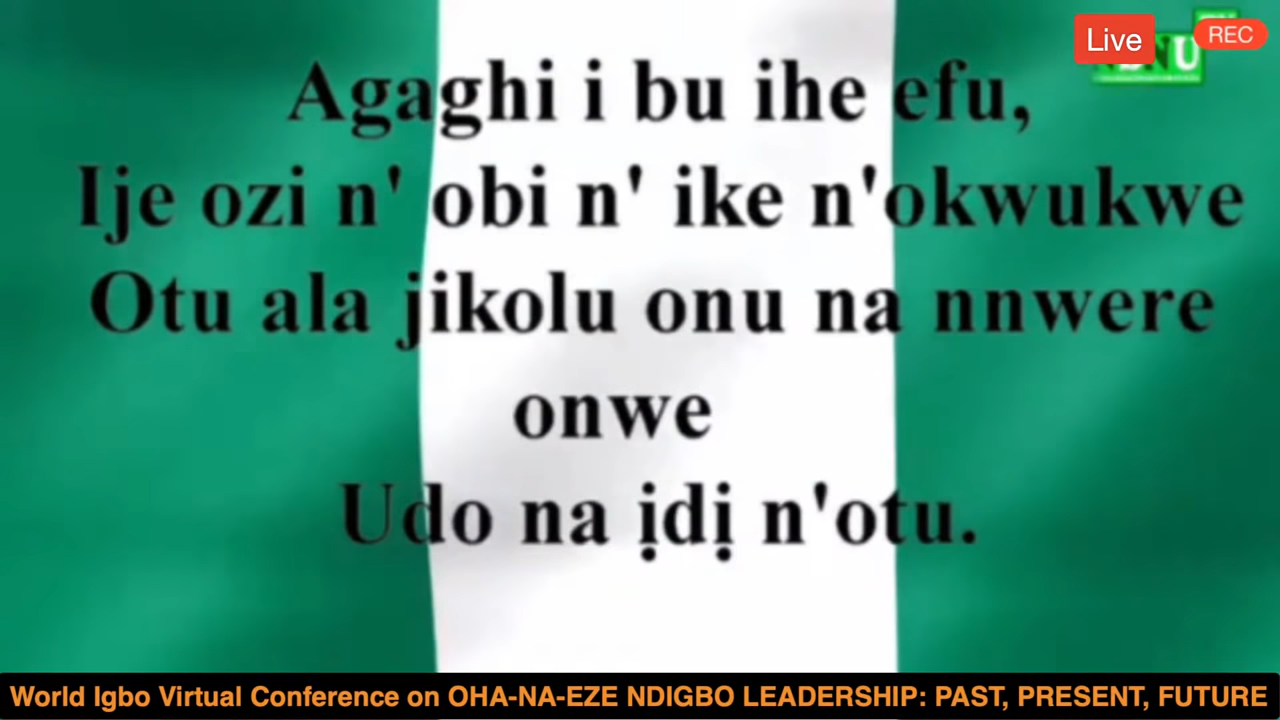 Live
REC
Agaghi i bu ihe efu,
Ije ozi n' obi n' ike n'okwukwe
Otu ala jikolu onu na nnwere
onwe
Udo na ịdị n'otu.
World Igbo Virtual Conference on OHA-NA-EZE NDIGBO LEADERSHIP: PAST, PRESENT, FUTURE